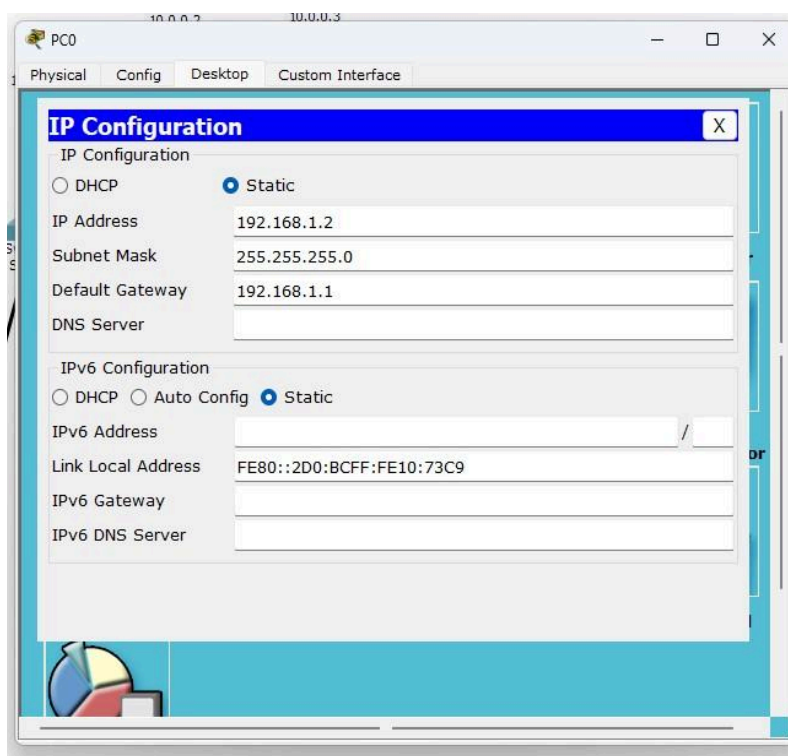 10.0.0.2 10.0.0.3
PC0
Physical Config Desktop Custom Interface
IP Configuration X
IP Configuration
DHCP Static
IP Address 192.168.1.2
Subnet Mask 255.255.255.0
Default Gateway 192.168.1.1
DNS Server
IPv6 Configuration
DHCP Auto Config Static
IPv6 Address /
Link Local Address FE80::2D0:BCFF:FE10:73C9
or
IPv6 Gateway
IPv6 DNS Server